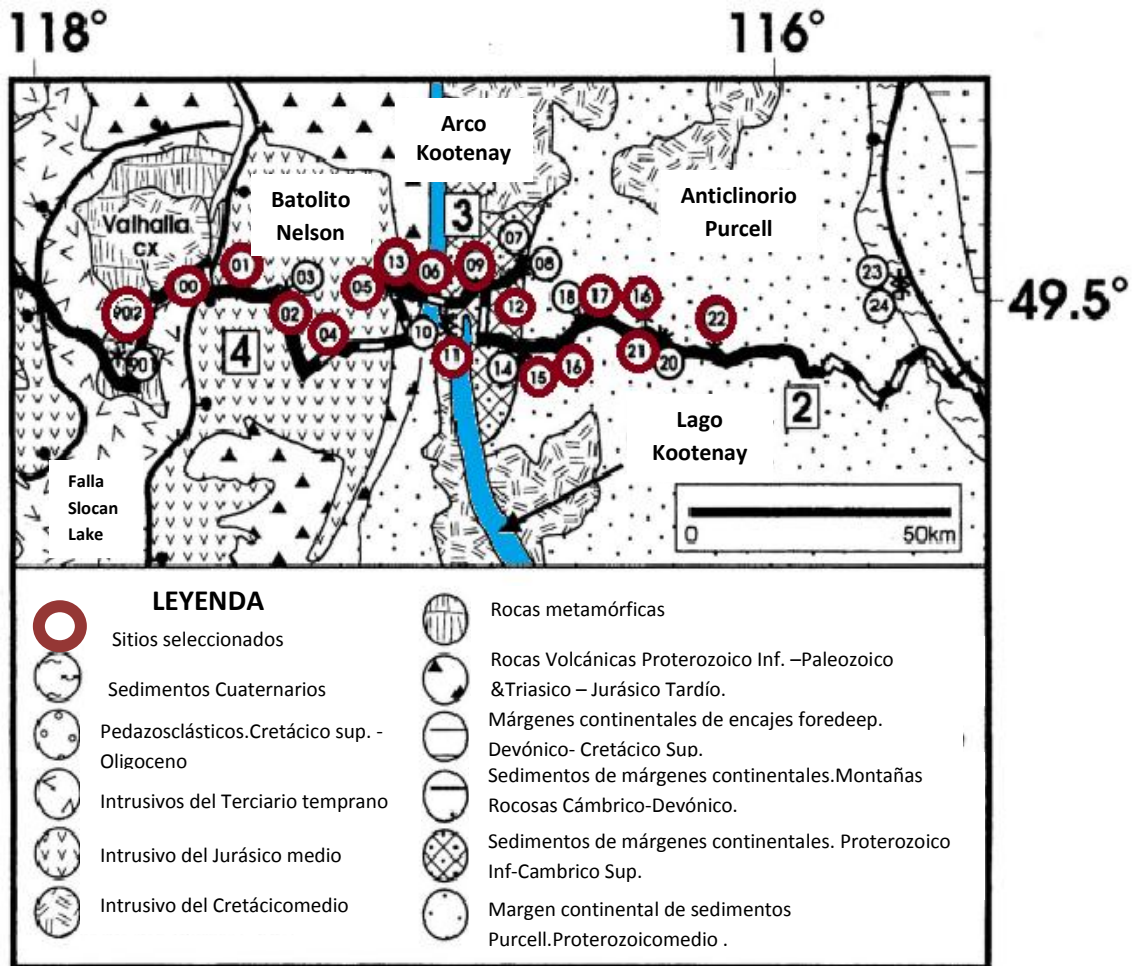 118°
116°
49.5°
Arco
Kootenay
3
Anticlinorio
Purcell
Batolito
Nelson
Valhalla
cx
07
13
06
09
08
01
03
00
05
23
24
902
02
12
18
17
16
22
04
10
901
4
11
14
15
16
21
20
2
Lago
Kootenay
Falla
Slocan
Lake
0
50km
LEYENDA
Sitios seleccionados
Sedimentos Cuaternarios
Pedazosclásticos.Cretácico sup. -
Oligoceno
Intrusivos del Terciario temprano
Intrusivo del Jurásico medio
Intrusivo del Cretácicomedio
Rocas metamórficas
Rocas Volcánicas Proterozoico Inf. –Paleozoico
&Triasico – Jurásico Tardío.
Márgenes continentales de encajes foredeep.
Devónico- Cretácico Sup.
Sedimentos de márgenes continentales.Montañas
Rocosas Cámbrico-Devónico.
Sedimentos de márgenes continentales. Proterozoico
Inf-Cambrico Sup.
Margen continental de sedimentos
Purcell.Proterozoicomedio .